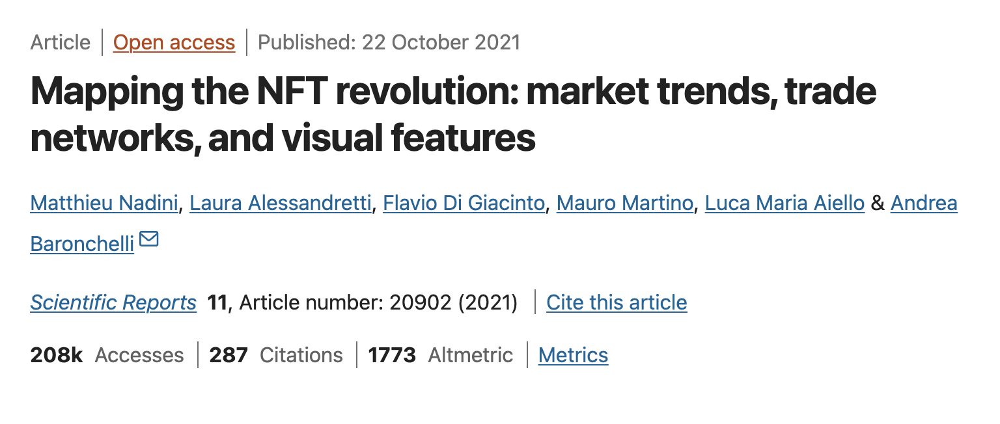 Article | Open access | Published: 22 October 2021
Mapping the NFT revolution: market trends, trade
networks, and visual features
Matthieu Nadini, Laura Alessandretti, Flavio Di Giacinto, Mauro Martino, Luca Maria Aiello & Andrea
Baronchelli
Scientific Reports 11, Article number: 20902 (2021) | Cite this article
208k Accesses | 287 Citations | 1773 Altmetric | Metrics